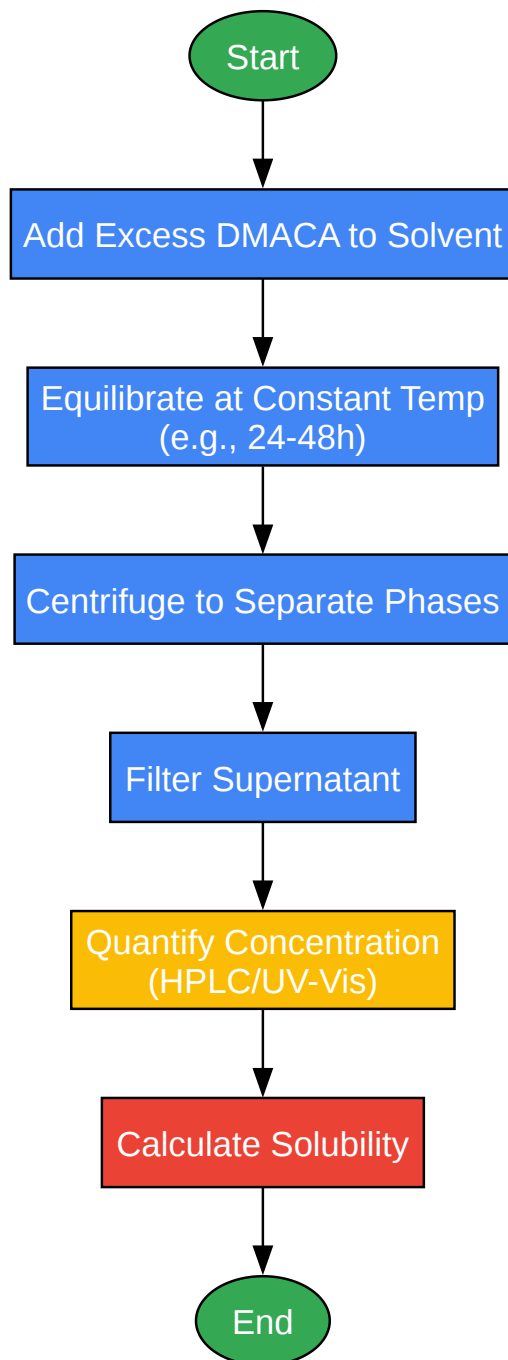 Start
Add Excess DMACA to Solvent
Equilibrate at Constant Temp
(e.g., 24-48h)
Centrifuge to Separate Phases
Filter Supernatant
Quantify Concentration
(HPLC/UV-Vis)
Calculate Solubility
End